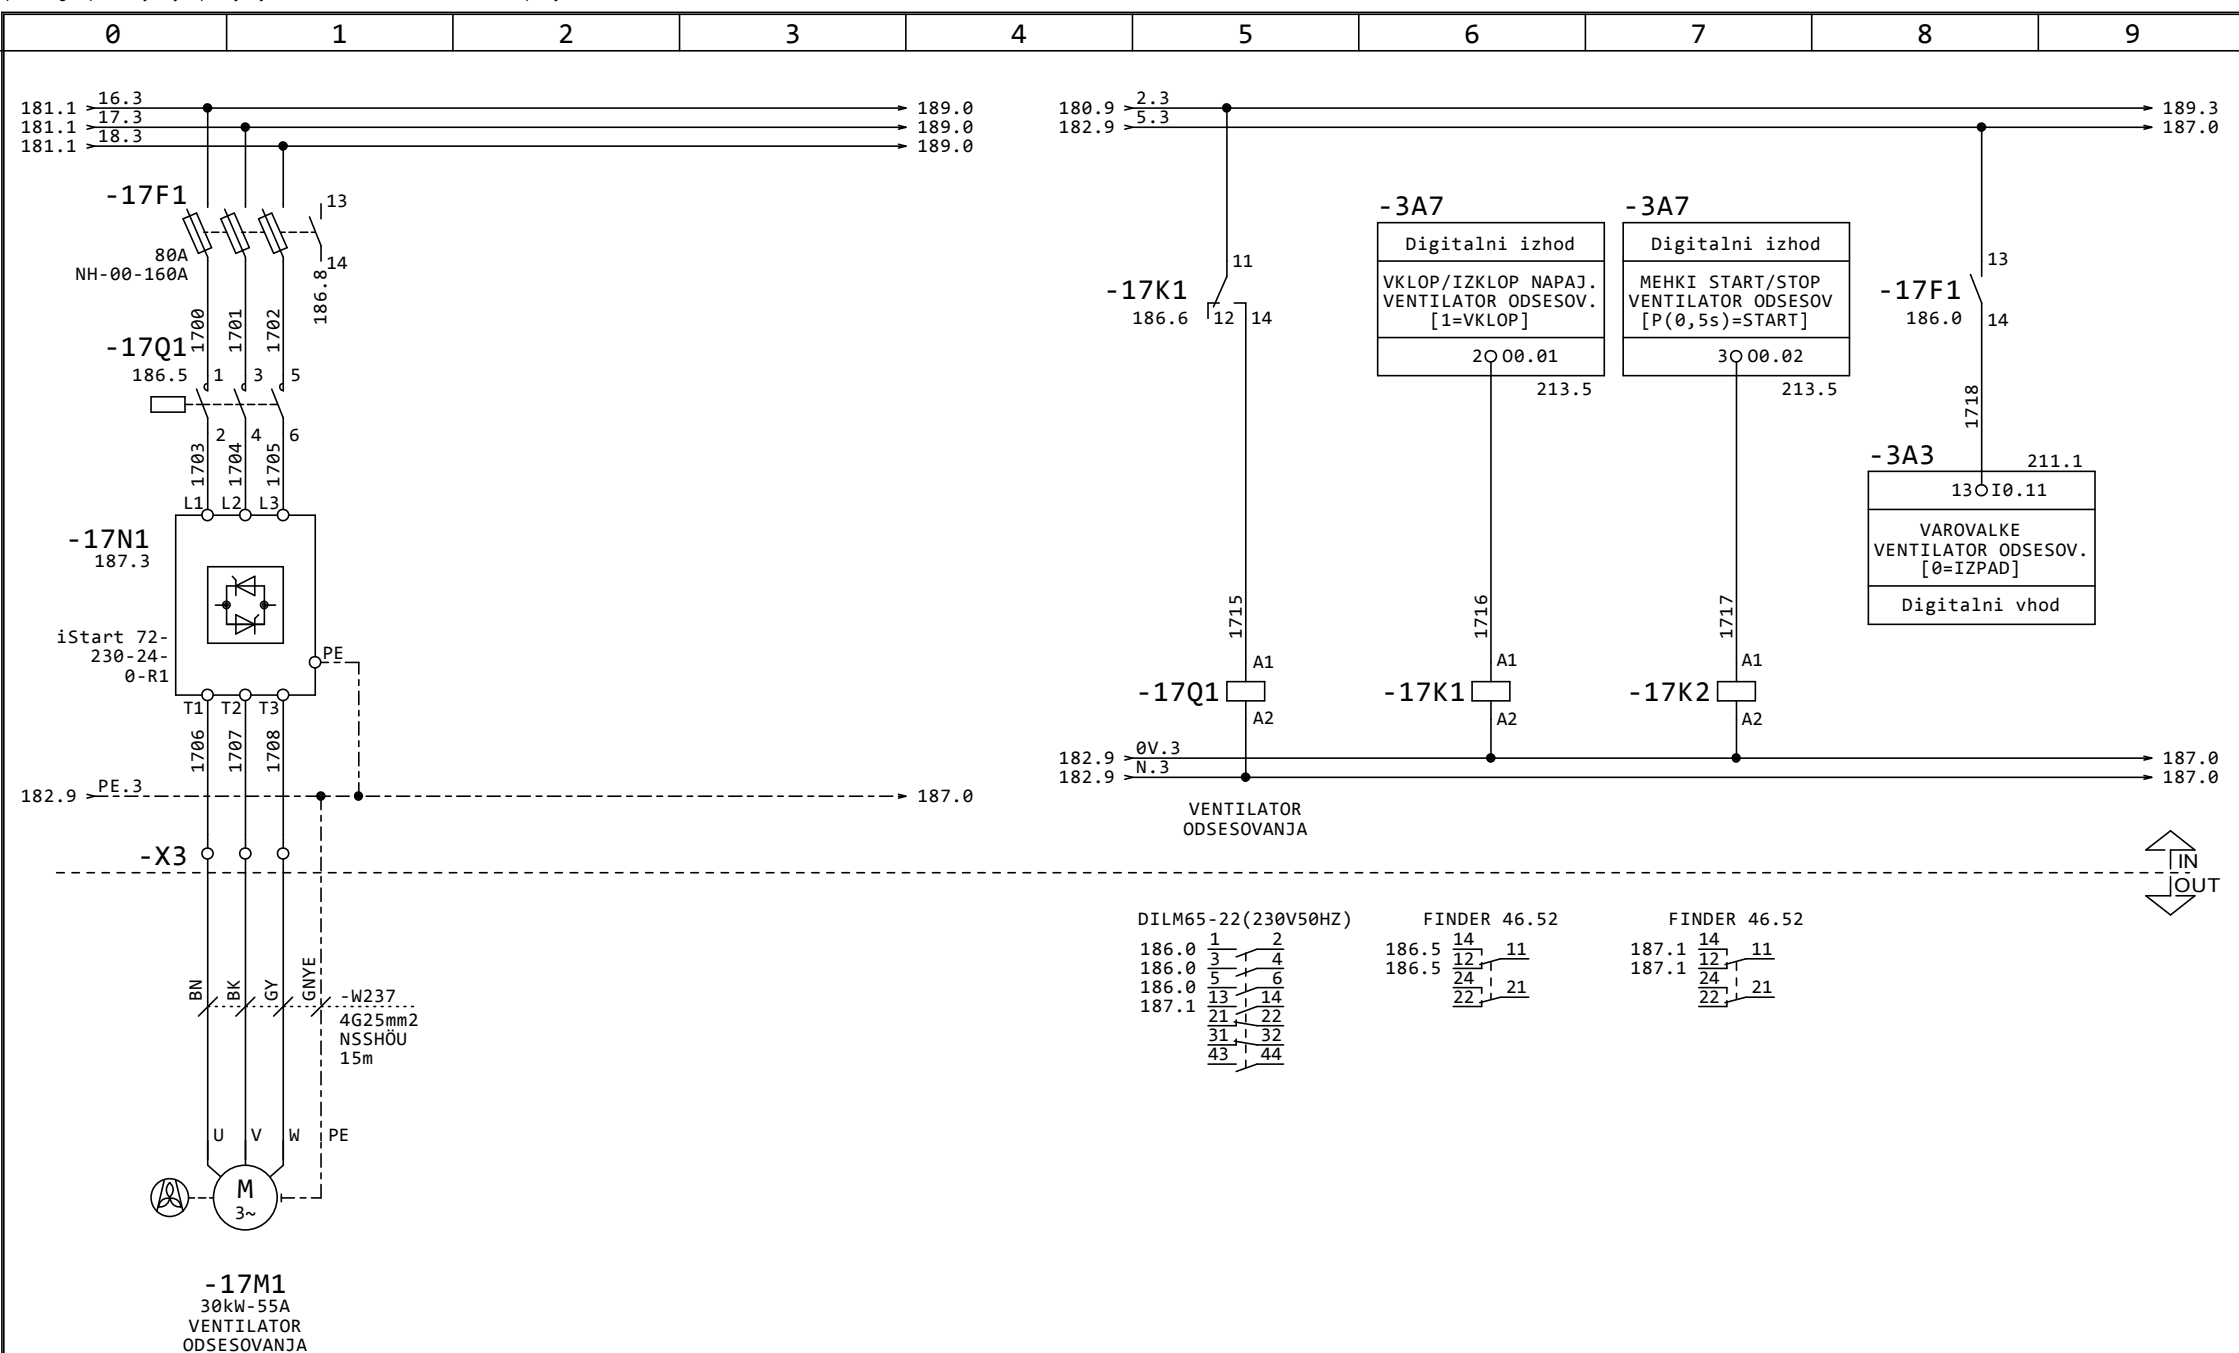 0 1 2 3 4 5 6 7 8 9
181.1 16.3 189.0
181.1 17.3 189.0
181.1 18.3 189.0
180.9 2.3 189.3
182.9 5.3 187.0
-17F1
80A
NH-00-160A
13
14
186.8
1700 1701 1702
-17Q1
186.5
1 3 5
2 4 6
1703 1704 1705
L1 L2 L3
-17N1
187.3
iStart 72-
230-24-
0-R1
PE
T1 T2 T3
1706 1707 1708
182.9 PE.3 187.0
-X3
BN BK GY GNYE
-W237
4G25mm2
NSSHÖU
15m
U V W PE
M
3~
-17M1
30kW-55A
VENTILATOR
ODSESOVANJA
-17K1
186.6
11
12 14
1715
-17Q1
A1
A2
-3A7
Digitalni izhod
VKLOP/IZKLOP NAPAJ.
VENTILATOR ODSESOV.
[1=VKLOP]
2 O0.01
213.5
1716
-17K1
A1
A2
-3A7
Digitalni izhod
MEHKI START/STOP
VENTILATOR ODSESOV
[P(0,5s)=START]
3 O0.02
213.5
1717
-17K2
A1
A2
-17F1
186.0
13
14
1718
-3A3
211.1
13 I0.11
VAROVALKE
VENTILATOR ODSESOV.
[0=IZPAD]
Digitalni vhod
182.9 0V.3 187.0
182.9 N.3 187.0
VENTILATOR
ODSESOVANJA
IN
OUT
DILM65-22(230V50HZ)
186.0 1 2
186.0 3 4
186.0 5 6
187.1 13 14
21 22
31 32
43 44
FINDER 46.52
186.5 14 11
186.5 12
24 21
22
FINDER 46.52
187.1 14 11
187.1 12
24 21
22